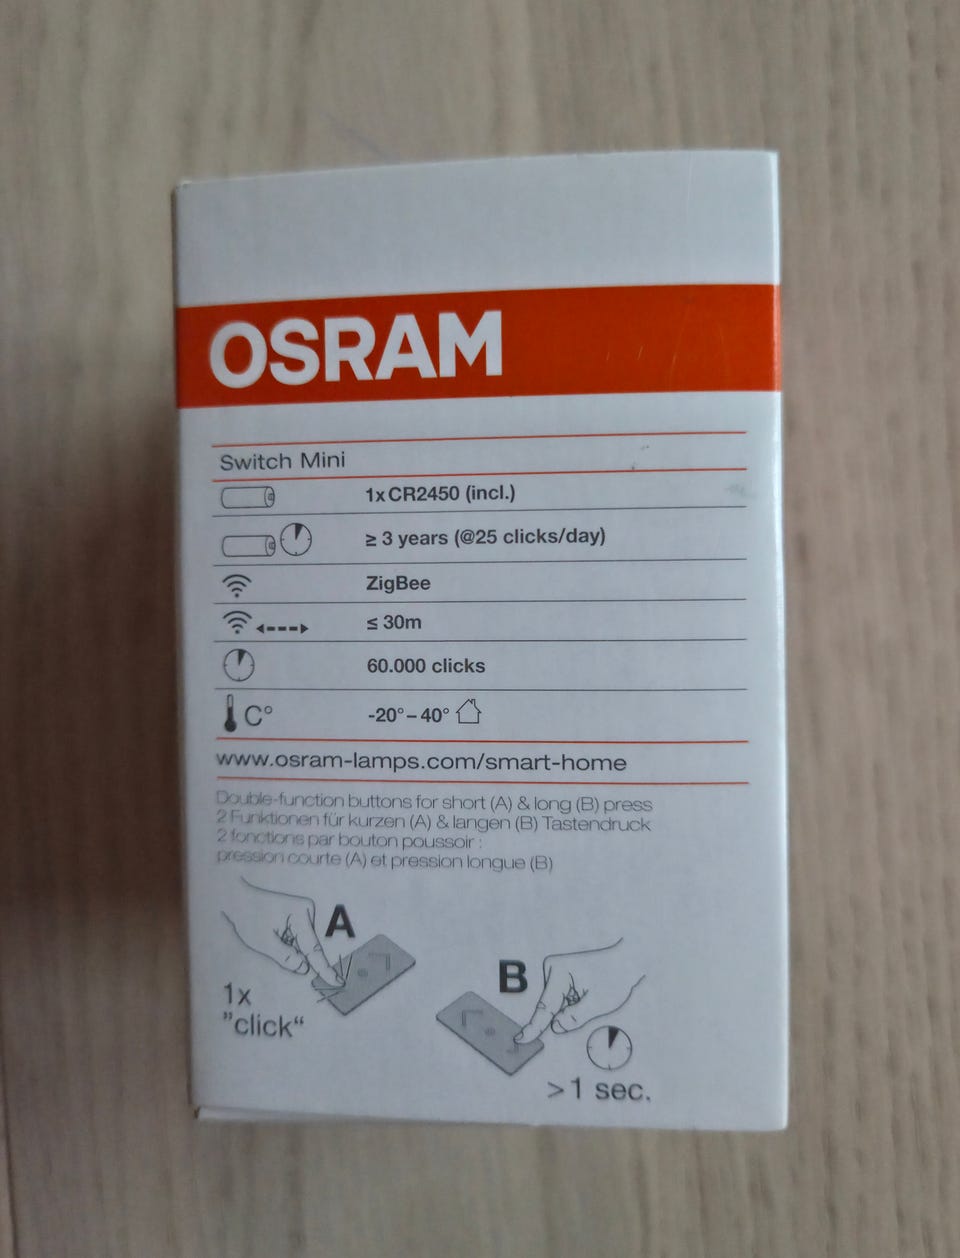 OSRAM
Switch Mini
1xCR2450 (incl.)
≥ 3 years (@25 clicks/day)
ZigBee
≤ 30m
60.000 clicks
C° -20° – 40°
www.osram-lamps.com/smart-home
Double-function buttons for short (A) & long (B) press
2 Funktionen für kurzen (A) & langen (B) Tastendruck
2 fonctions par bouton poussoir :
pression courte (A) et pression longue (B)
A
1x
"click“
B
>1 sec.